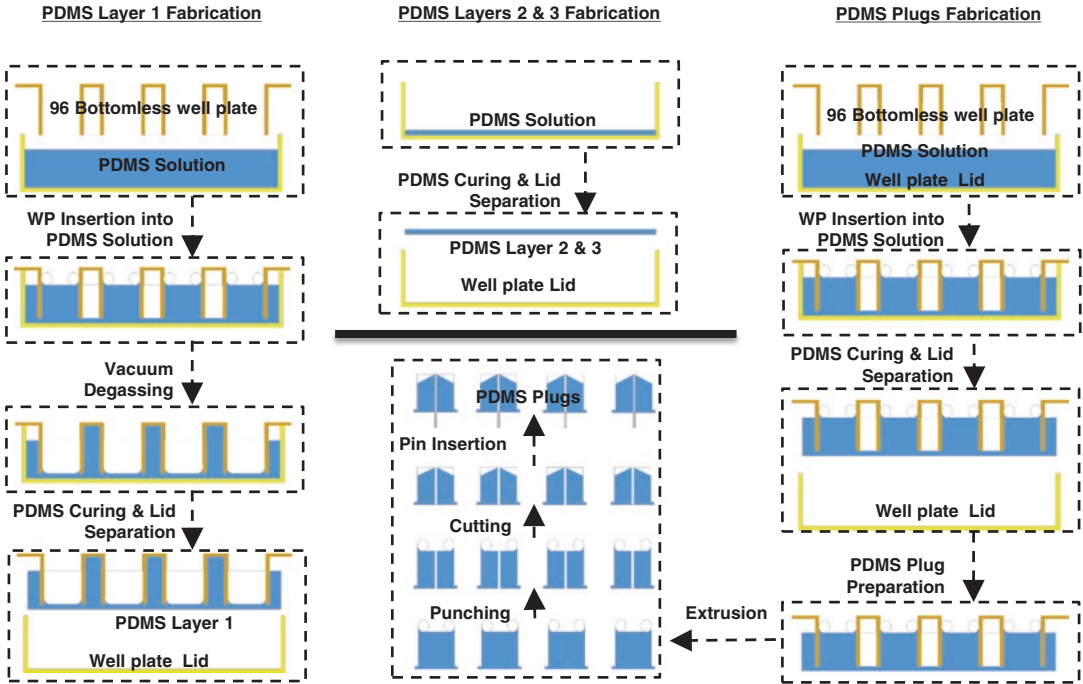 PDMS Layer 1 Fabrication
96 Bottomless well plate
PDMS Solution
WP Insertion into
PDMS Solution
Vacuum
Degassing
PDMS Curing & Lid
Separation
PDMS Layer 1
Well plate Lid
PDMS Layers 2 & 3 Fabrication
PDMS Solution
PDMS Curing & Lid
Separation
PDMS Layer 2 & 3
Well plate Lid
PDMS Plugs Fabrication
96 Bottomless well plate
PDMS Solution
Well plate Lid
WP Insertion into
PDMS Solution
PDMS Curing & Lid
Separation
Well plate Lid
PDMS Plug
Preparation
Extrusion
PDMS Plugs
Pin Insertion
Cutting
Punching